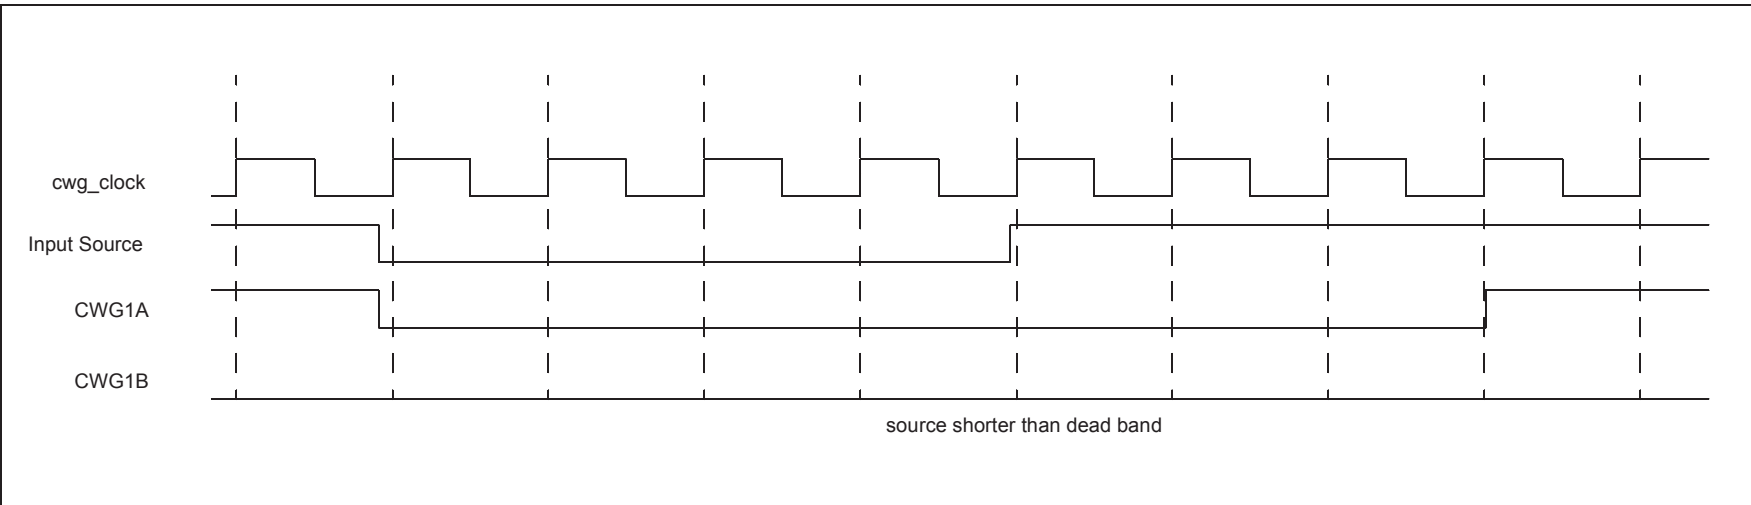 cwg_clock
Input Source
CWG1A
CWG1B
source shorter than dead band